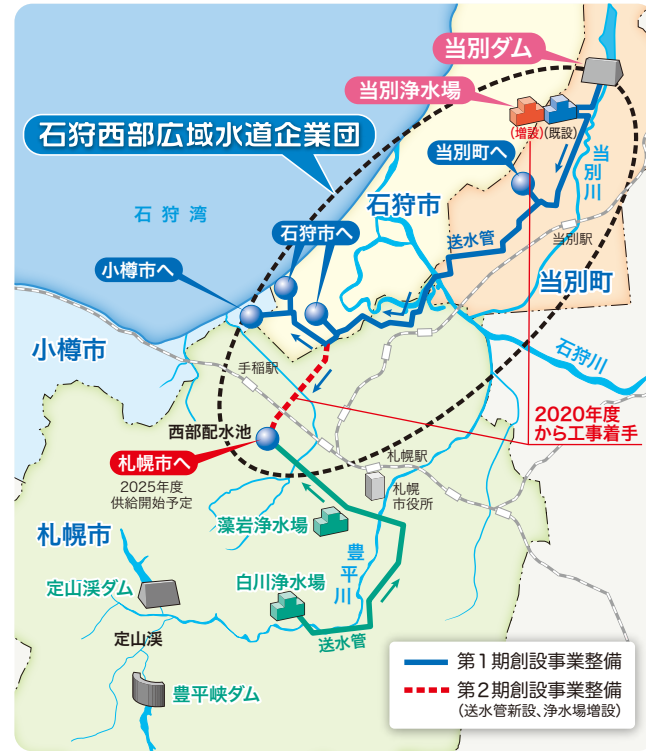 当別ダム
当別浄水場
(増設)(既設)
石狩西部広域水道企業団
当別町へ
当別川
石狩市
石狩湾
送水管
当別駅
石狩市へ
小樽市へ
当別町
小樽市
石狩川
手稲駅
2020年度
から工事着手
西部配水池
札幌市へ
札幌駅
2025年度
供給開始予定
札幌
市役所
藻岩浄水場
札幌市
豊平川
定山渓ダム
白川浄水場
定山渓
送水管
豊平峡ダム
第1期創設事業整備
第2期創設事業整備
(送水管新設、浄水場増設)